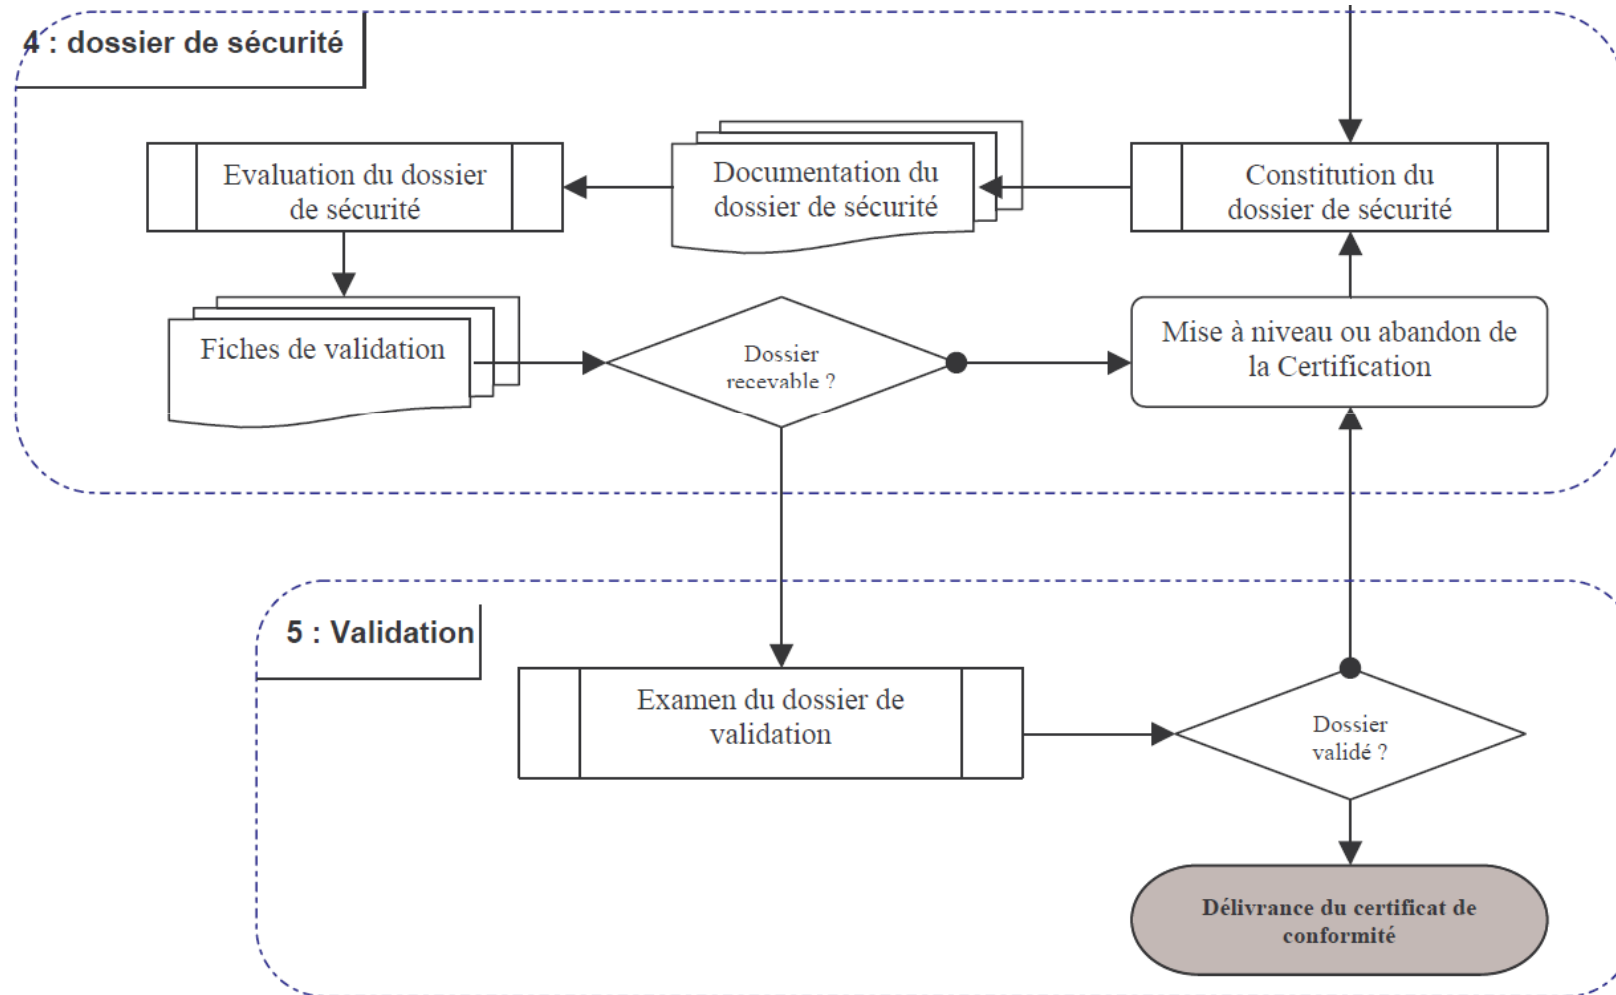 4 : dossier de sécurité
Evaluation du dossier
de sécurité
Documentation du
dossier de sécurité
Constitution du
dossier de sécurité
Fiches de validation
Dossier
recevable ?
Mise à niveau ou abandon de
la Certification
5 : Validation
Examen du dossier de
validation
Dossier
validé ?
Délivrance du certificat de
conformité